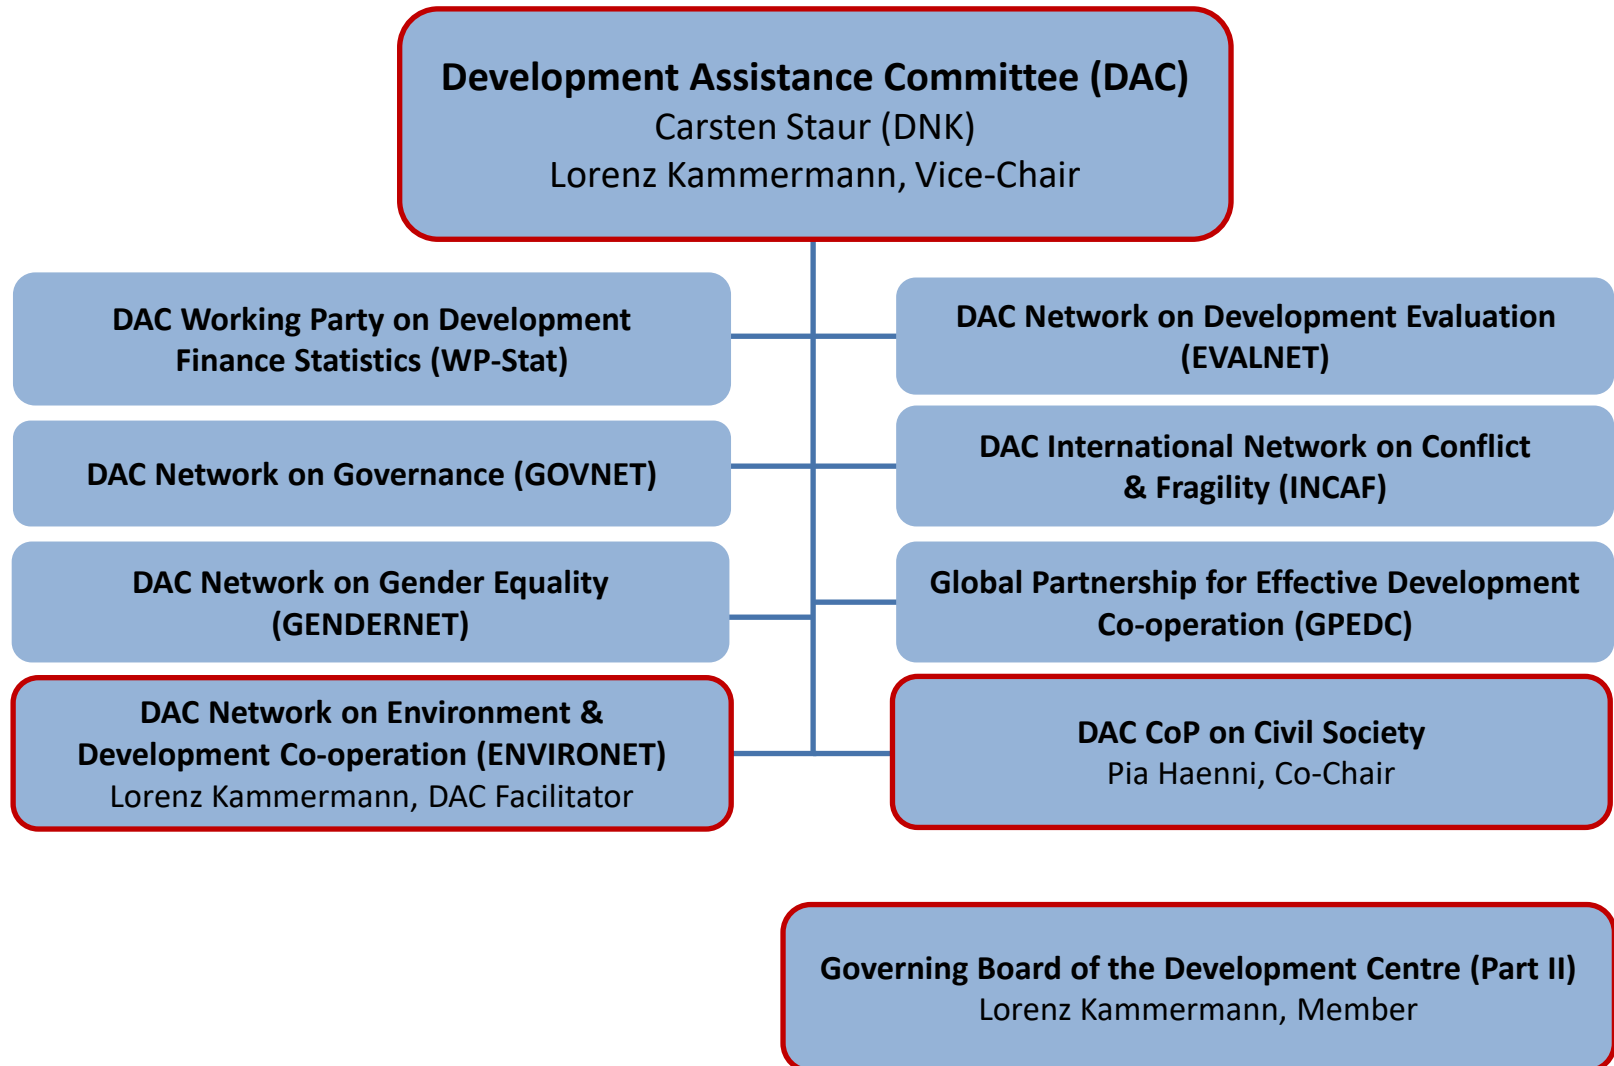 Development Assistance Committee (DAC)
Carsten Staur (DNK)
Lorenz Kammermann, Vice-Chair
DAC Working Party on Development
Finance Statistics (WP-Stat)
DAC Network on Development Evaluation
(EVALNET)
DAC Network on Governance (GOVNET)
DAC International Network on Conflict
& Fragility (INCAF)
DAC Network on Gender Equality
(GENDERNET)
Global Partnership for Effective Development
Co-operation (GPEDC)
DAC Network on Environment &
Development Co-operation (ENVIRONET)
Lorenz Kammermann, DAC Facilitator
DAC CoP on Civil Society
Pia Haenni, Co-Chair
Governing Board of the Development Centre (Part II)
Lorenz Kammermann, Member